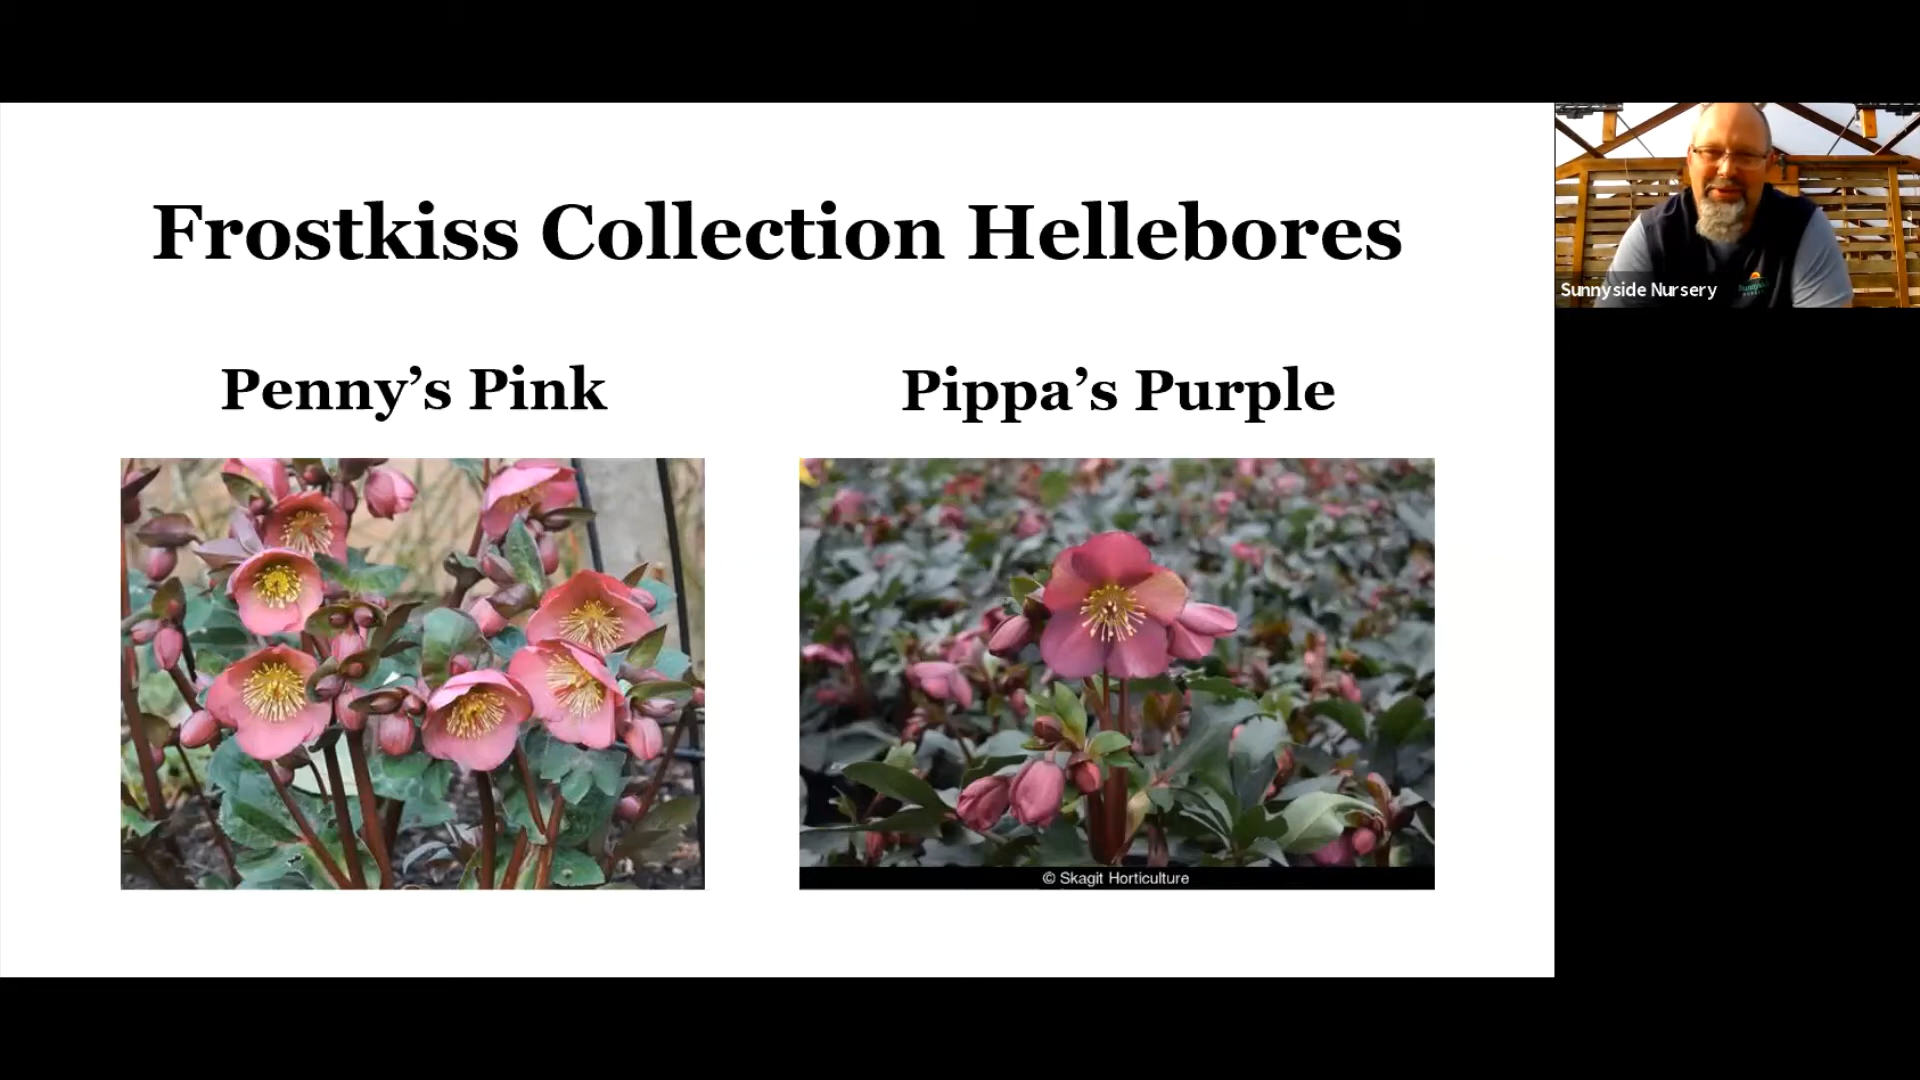 Frostkiss Collection Hellebores
Penny’s Pink
Pippa’s Purple
© Skagit Horticulture
Sunnyside Nursery